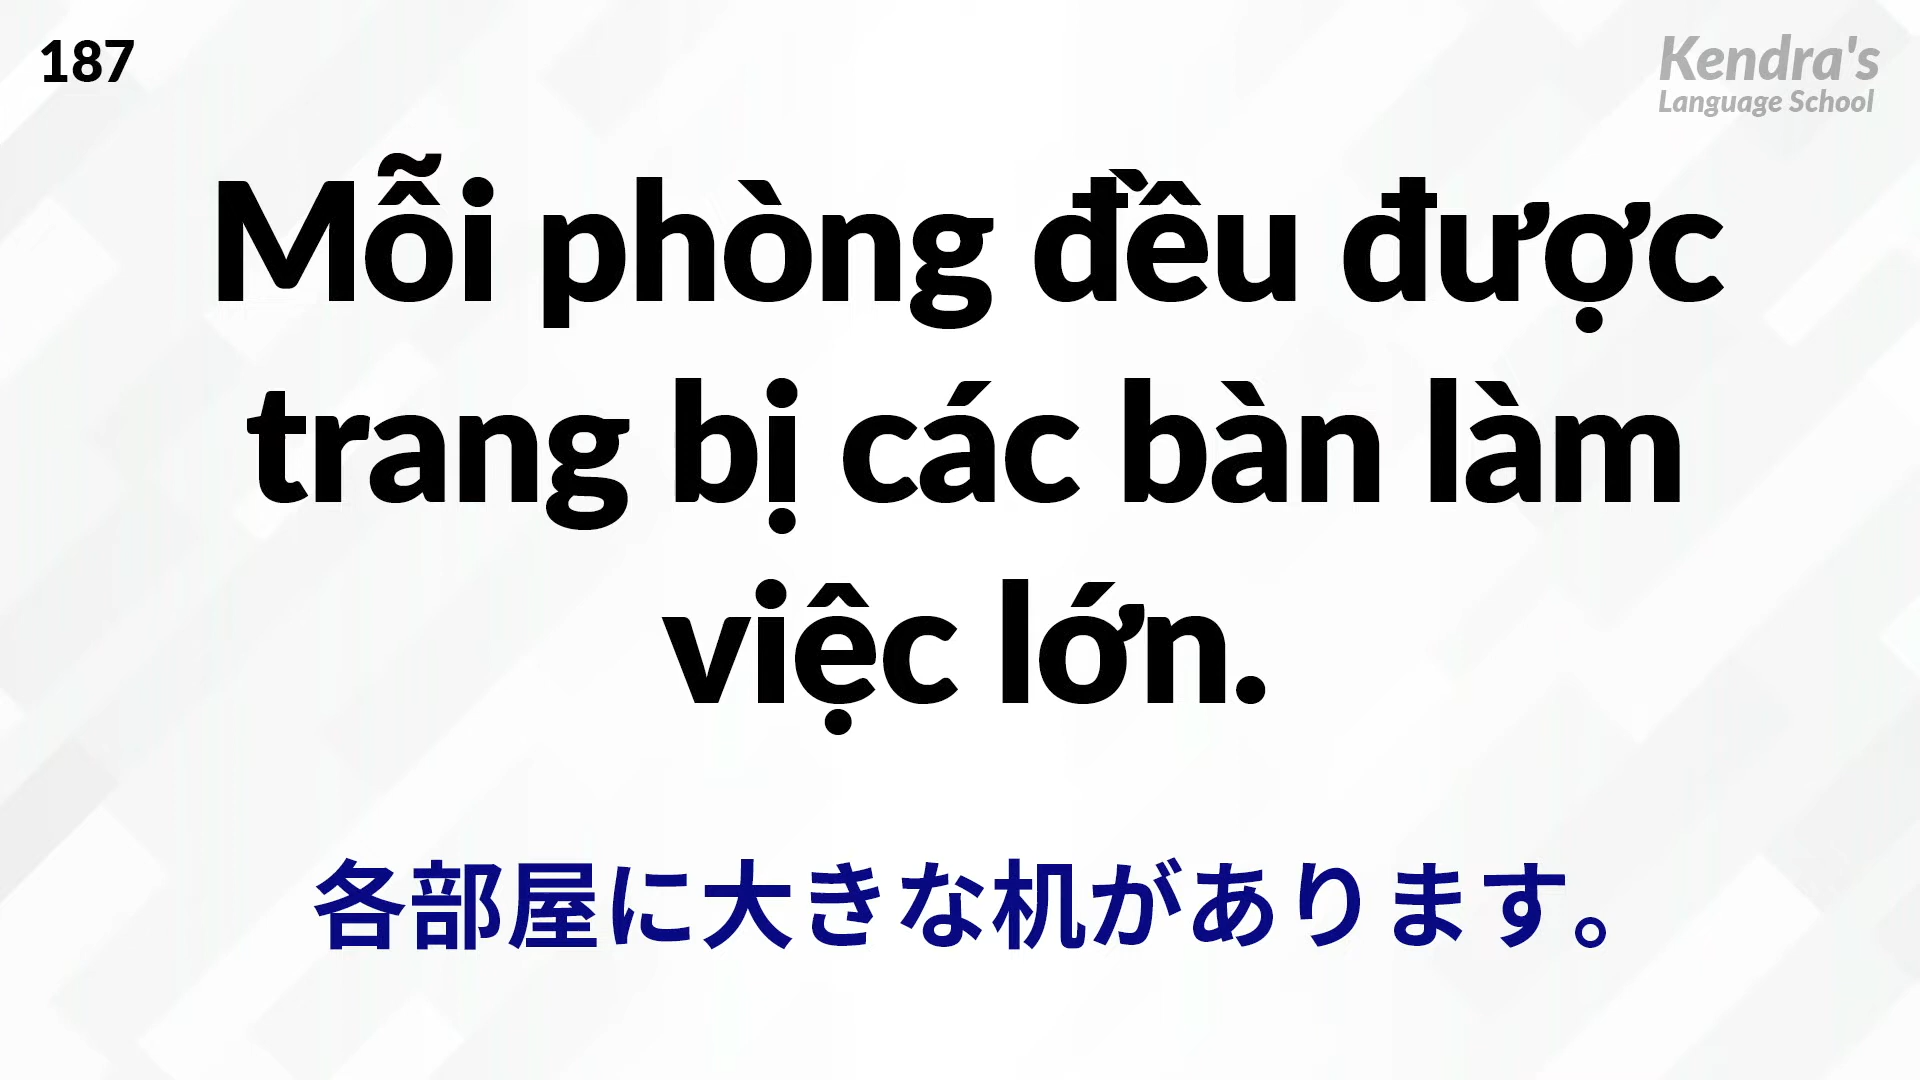 187
Kendra's
Language School
Mỗi phòng đều được
trang bị các bàn làm
việc lớn.
各部屋に大きな机があります。